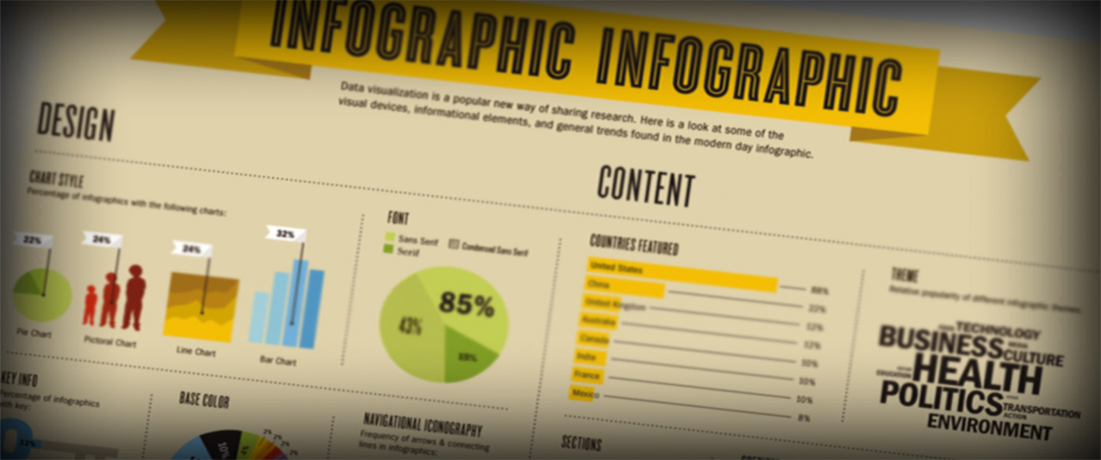 INFOGRAPHIC INFOGRAPHIC
Data visualization is a popular new way of sharing research. Here is a look at some of the
visual devices, informational elements, and general trends found in the modern day infographic.
DESIGN
CHART STYLE
Percentage of infographics with the following charts:
22%
24%
24%
32%
Pie Chart
Pictoral Chart
Line Chart
Bar Chart
FONT
Sans Serif
Condensed Sans Serif
Serif
85%
43%
15%
KEY INFO
Percentage of infographics
with key:
BASE COLOR
NAVIGATIONAL ICONOGRAPHY
Frequency of arrows & connecting
lines in infographics:
CONTENT
COUNTRIES FEATURED
United States
88%
China
22%
United Kingdom
12%
Australia
12%
Canada
10%
India
10%
France
10%
Mexico
8%
SECTIONS
THEME
Relative popularity of different infographic themes:
TECHNOLOGY
BUSINESS
CULTURE
HEALTH
EDUCATION
POLITICS
TRANSPORTATION
ACTION
ENVIRONMENT